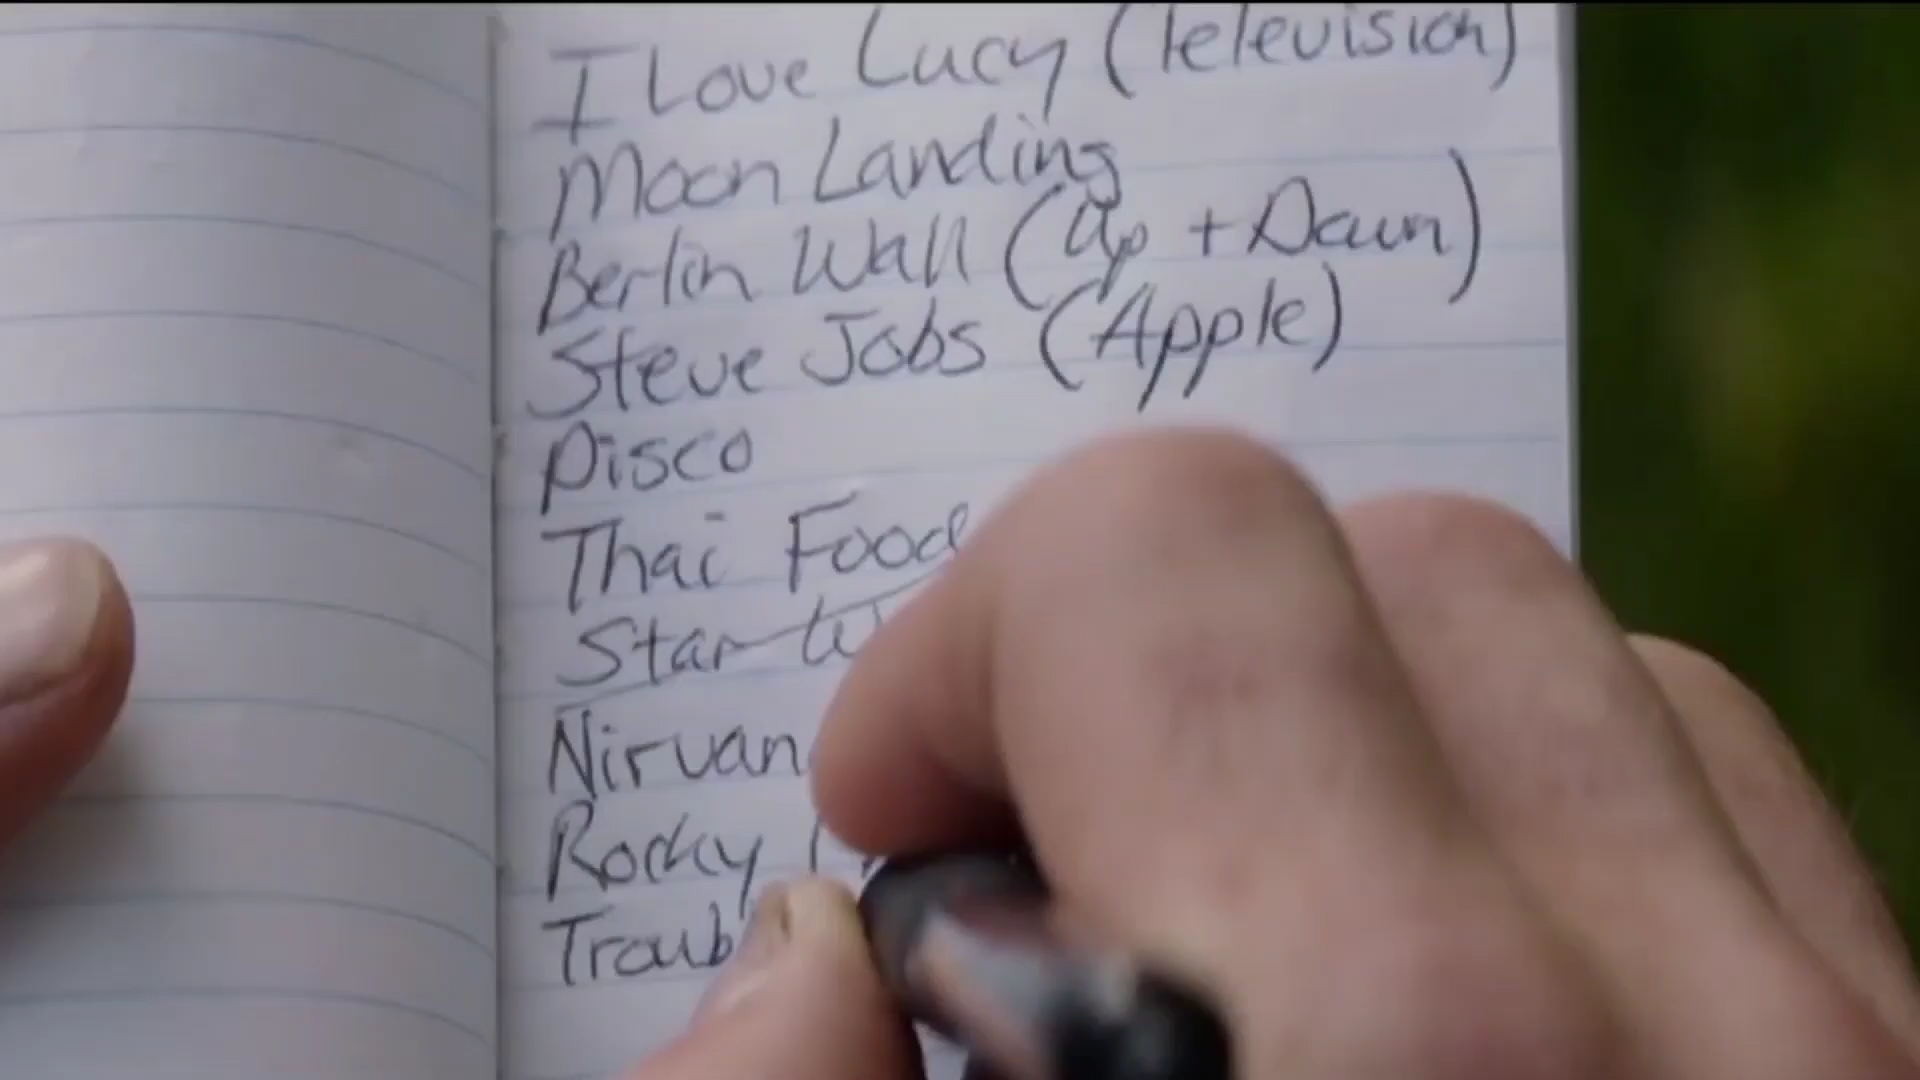 I Love Lucy (Television)
Moon Landing
Berlin Wall (Up + Down)
Steve Jobs (Apple)
Disco
Thai Food
Star W
Nirvan
Rocky (
Troub